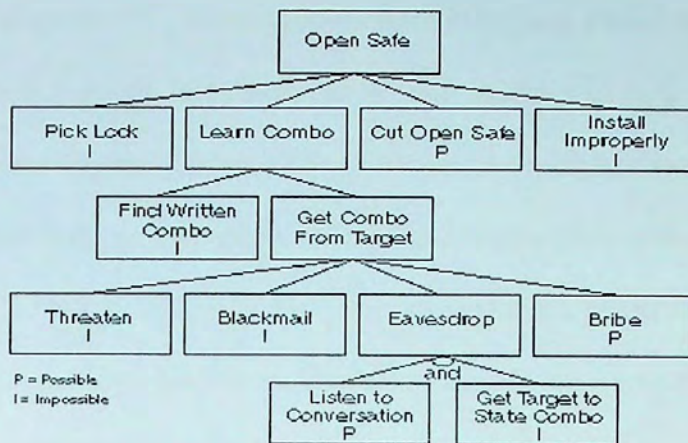 Open Safe
Pick Lock
I
Learn Combo
Cut Open Safe
P
Install
Improperly
I
Find Written
Combo
I
Get Combo
From Target
Threaten
I
Blackmail
I
Eavesdrop
Bribe
P
and
P = Possible
I = Impossible
Listen to
Conversation
P
Get Target to
State Combo
I